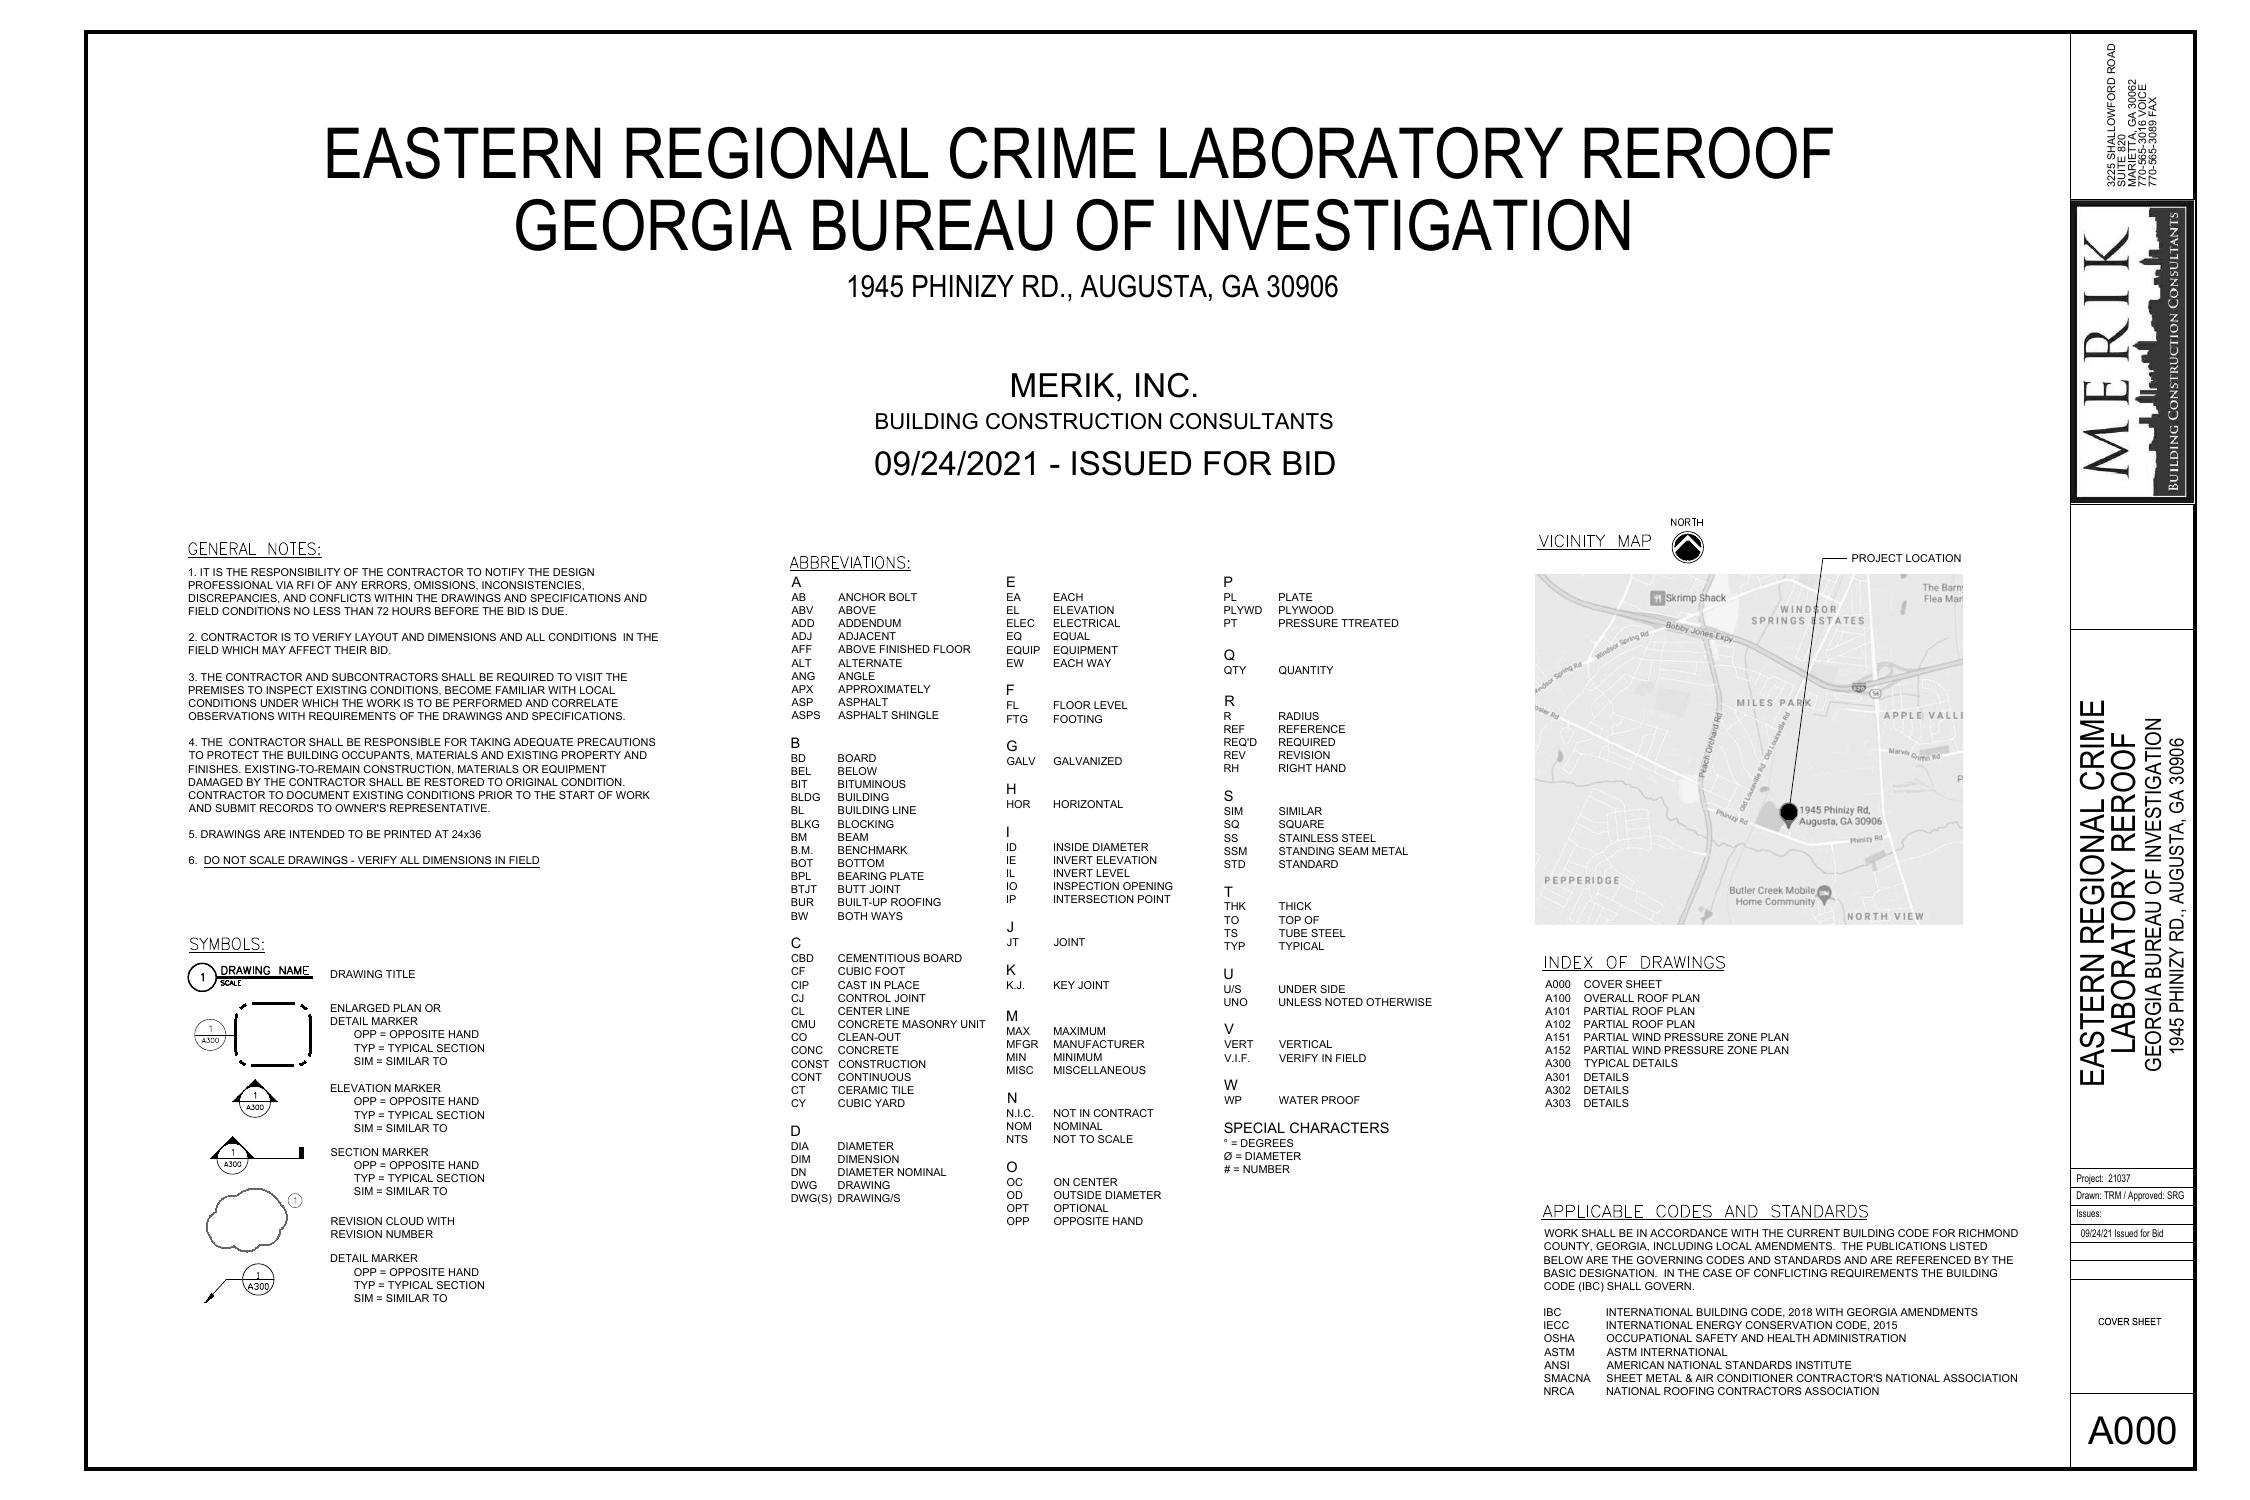 EASTERN REGIONAL CRIME LABORATORY REROOF
GEORGIA BUREAU OF INVESTIGATION
1945 PHINIZY RD., AUGUSTA, GA 30906
MERIK, INC.
BUILDING CONSTRUCTION CONSULTANTS
09/24/2021 - ISSUED FOR BID
GENERAL NOTES:
1. IT IS THE RESPONSIBILITY OF THE CONTRACTOR TO NOTIFY THE DESIGN
PROFESSIONAL VIA RFI OF ANY ERRORS, OMISSIONS, INCONSISTENCIES,
DISCREPANCIES, AND CONFLICTS WITHIN THE DRAWINGS AND SPECIFICATIONS AND
FIELD CONDITIONS NO LESS THAN 72 HOURS BEFORE THE BID IS DUE.
2. CONTRACTOR IS TO VERIFY LAYOUT AND DIMENSIONS AND ALL CONDITIONS IN THE
FIELD WHICH MAY AFFECT THEIR BID.
3. THE CONTRACTOR AND SUBCONTRACTORS SHALL BE REQUIRED TO VISIT THE
PREMISES TO INSPECT EXISTING CONDITIONS, BECOME FAMILIAR WITH LOCAL
CONDITIONS UNDER WHICH THE WORK IS TO BE PERFORMED AND CORRELATE
OBSERVATIONS WITH REQUIREMENTS OF THE DRAWINGS AND SPECIFICATIONS.
4. THE CONTRACTOR SHALL BE RESPONSIBLE FOR TAKING ADEQUATE PRECAUTIONS
TO PROTECT THE BUILDING OCCUPANTS, MATERIALS AND EXISTING PROPERTY AND
FINISHES. EXISTING-TO-REMAIN CONSTRUCTION, MATERIALS OR EQUIPMENT
DAMAGED BY THE CONTRACTOR SHALL BE RESTORED TO ORIGINAL CONDITION.
CONTRACTOR TO DOCUMENT EXISTING CONDITIONS PRIOR TO THE START OF WORK
AND SUBMIT RECORDS TO OWNER'S REPRESENTATIVE.
5. DRAWINGS ARE INTENDED TO BE PRINTED AT 24x36
6. DO NOT SCALE DRAWINGS - VERIFY ALL DIMENSIONS IN FIELD
SYMBOLS:
1 DRAWING NAME
SCALE
DRAWING TITLE
1
A300
ENLARGED PLAN OR
DETAIL MARKER
OPP = OPPOSITE HAND
TYP = TYPICAL SECTION
SIM = SIMILAR TO
1
A300
ELEVATION MARKER
OPP = OPPOSITE HAND
TYP = TYPICAL SECTION
SIM = SIMILAR TO
1
A300
SECTION MARKER
OPP = OPPOSITE HAND
TYP = TYPICAL SECTION
SIM = SIMILAR TO
1
REVISION CLOUD WITH
REVISION NUMBER
1
A300
DETAIL MARKER
OPP = OPPOSITE HAND
TYP = TYPICAL SECTION
SIM = SIMILAR TO
ABBREVIATIONS:
A
AB ANCHOR BOLT
ABV ABOVE
ADD ADDENDUM
ADJ ADJACENT
AFF ABOVE FINISHED FLOOR
ALT ALTERNATE
ANG ANGLE
APX APPROXIMATELY
ASP ASPHALT
ASPS ASPHALT SHINGLE
B
BD BOARD
BEL BELOW
BIT BITUMINOUS
BLDG BUILDING
BL BUILDING LINE
BLKG BLOCKING
BM BEAM
B.M. BENCHMARK
BOT BOTTOM
BPL BEARING PLATE
BTJT BUTT JOINT
BUR BUILT-UP ROOFING
BW BOTH WAYS
C
CBD CEMENTITIOUS BOARD
CF CUBIC FOOT
CIP CAST IN PLACE
CJ CONTROL JOINT
CL CENTER LINE
CMU CONCRETE MASONRY UNIT
CO CLEAN-OUT
CONC CONCRETE
CONST CONSTRUCTION
CONT CONTINUOUS
CT CERAMIC TILE
CY CUBIC YARD
D
DIA DIAMETER
DIM DIMENSION
DN DIAMETER NOMINAL
DWG DRAWING
DWG(S) DRAWING/S
E
EA EACH
EL ELEVATION
ELEC ELECTRICAL
EQ EQUAL
EQUIP EQUIPMENT
EW EACH WAY
F
FL FLOOR LEVEL
FTG FOOTING
G
GALV GALVANIZED
H
HOR HORIZONTAL
I
ID INSIDE DIAMETER
IE INVERT ELEVATION
IL INVERT LEVEL
IO INSPECTION OPENING
IP INTERSECTION POINT
J
JT JOINT
K
K.J. KEY JOINT
M
MAX MAXIMUM
MFGR MANUFACTURER
MIN MINIMUM
MISC MISCELLANEOUS
N
N.I.C. NOT IN CONTRACT
NOM NOMINAL
NTS NOT TO SCALE
O
OC ON CENTER
OD OUTSIDE DIAMETER
OPT OPTIONAL
OPP OPPOSITE HAND
P
PL PLATE
PLYWD PLYWOOD
PT PRESSURE TTREATED
Q
QTY QUANTITY
R
R RADIUS
REF REFERENCE
REQ'D REQUIRED
REV REVISION
RH RIGHT HAND
S
SIM SIMILAR
SQ SQUARE
SS STAINLESS STEEL
SSM STANDING SEAM METAL
STD STANDARD
T
THK THICK
TO TOP OF
TS TUBE STEEL
TYP TYPICAL
U
U/S UNDER SIDE
UNO UNLESS NOTED OTHERWISE
V
VERT VERTICAL
V.I.F. VERIFY IN FIELD
W
WP WATER PROOF
SPECIAL CHARACTERS
° = DEGREES
Ø = DIAMETER
# = NUMBER
VICINITY MAP
NORTH
PROJECT LOCATION
Skrimp Shack
The Barn
Flea Mar
WINDSOR
SPRINGS ESTATES
Bobby Jones Expy
Windsor Spring Rd
Windsor Spring Rd
56
MILES PARK
APPLE VALLE
Peach Orchard Rd
Old Louisville Rd
Old Louisville Rd
Marvin Griffin Rd
1945 Phinizy Rd,
Augusta, GA 30906
Phinizy Rd
Phinizy Rd
PEPPERIDGE
Butler Creek Mobile
Home Community
NORTH VIEW
INDEX OF DRAWINGS
A000 COVER SHEET
A100 OVERALL ROOF PLAN
A101 PARTIAL ROOF PLAN
A102 PARTIAL ROOF PLAN
A151 PARTIAL WIND PRESSURE ZONE PLAN
A152 PARTIAL WIND PRESSURE ZONE PLAN
A300 TYPICAL DETAILS
A301 DETAILS
A302 DETAILS
A303 DETAILS
APPLICABLE CODES AND STANDARDS
WORK SHALL BE IN ACCORDANCE WITH THE CURRENT BUILDING CODE FOR RICHMOND
COUNTY, GEORGIA, INCLUDING LOCAL AMENDMENTS. THE PUBLICATIONS LISTED
BELOW ARE THE GOVERNING CODES AND STANDARDS AND ARE REFERENCED BY THE
BASIC DESIGNATION. IN THE CASE OF CONFLICTING REQUIREMENTS THE BUILDING
CODE (IBC) SHALL GOVERN.
IBC INTERNATIONAL BUILDING CODE, 2018 WITH GEORGIA AMENDMENTS
IECC INTERNATIONAL ENERGY CONSERVATION CODE, 2015
OSHA OCCUPATIONAL SAFETY AND HEALTH ADMINISTRATION
ASTM ASTM INTERNATIONAL
ANSI AMERICAN NATIONAL STANDARDS INSTITUTE
SMACNA SHEET METAL & AIR CONDITIONER CONTRACTOR'S NATIONAL ASSOCIATION
NRCA NATIONAL ROOFING CONTRACTORS ASSOCIATION
3225 SHALLOWFORD ROAD
SUITE 820
MARIETTA, GA 30062
770-565-3016 VOICE
770-565-3089 FAX
MERIK
BUILDING CONSTRUCTION CONSULTANTS
EASTERN REGIONAL CRIME
LABORATORY REROOF
GEORGIA BUREAU OF INVESTIGATION
1945 PHINIZY RD., AUGUSTA, GA 30906
Project: 21037
Drawn: TRM / Approved: SRG
Issues:
09/24/21 Issued for Bid
COVER SHEET
A000